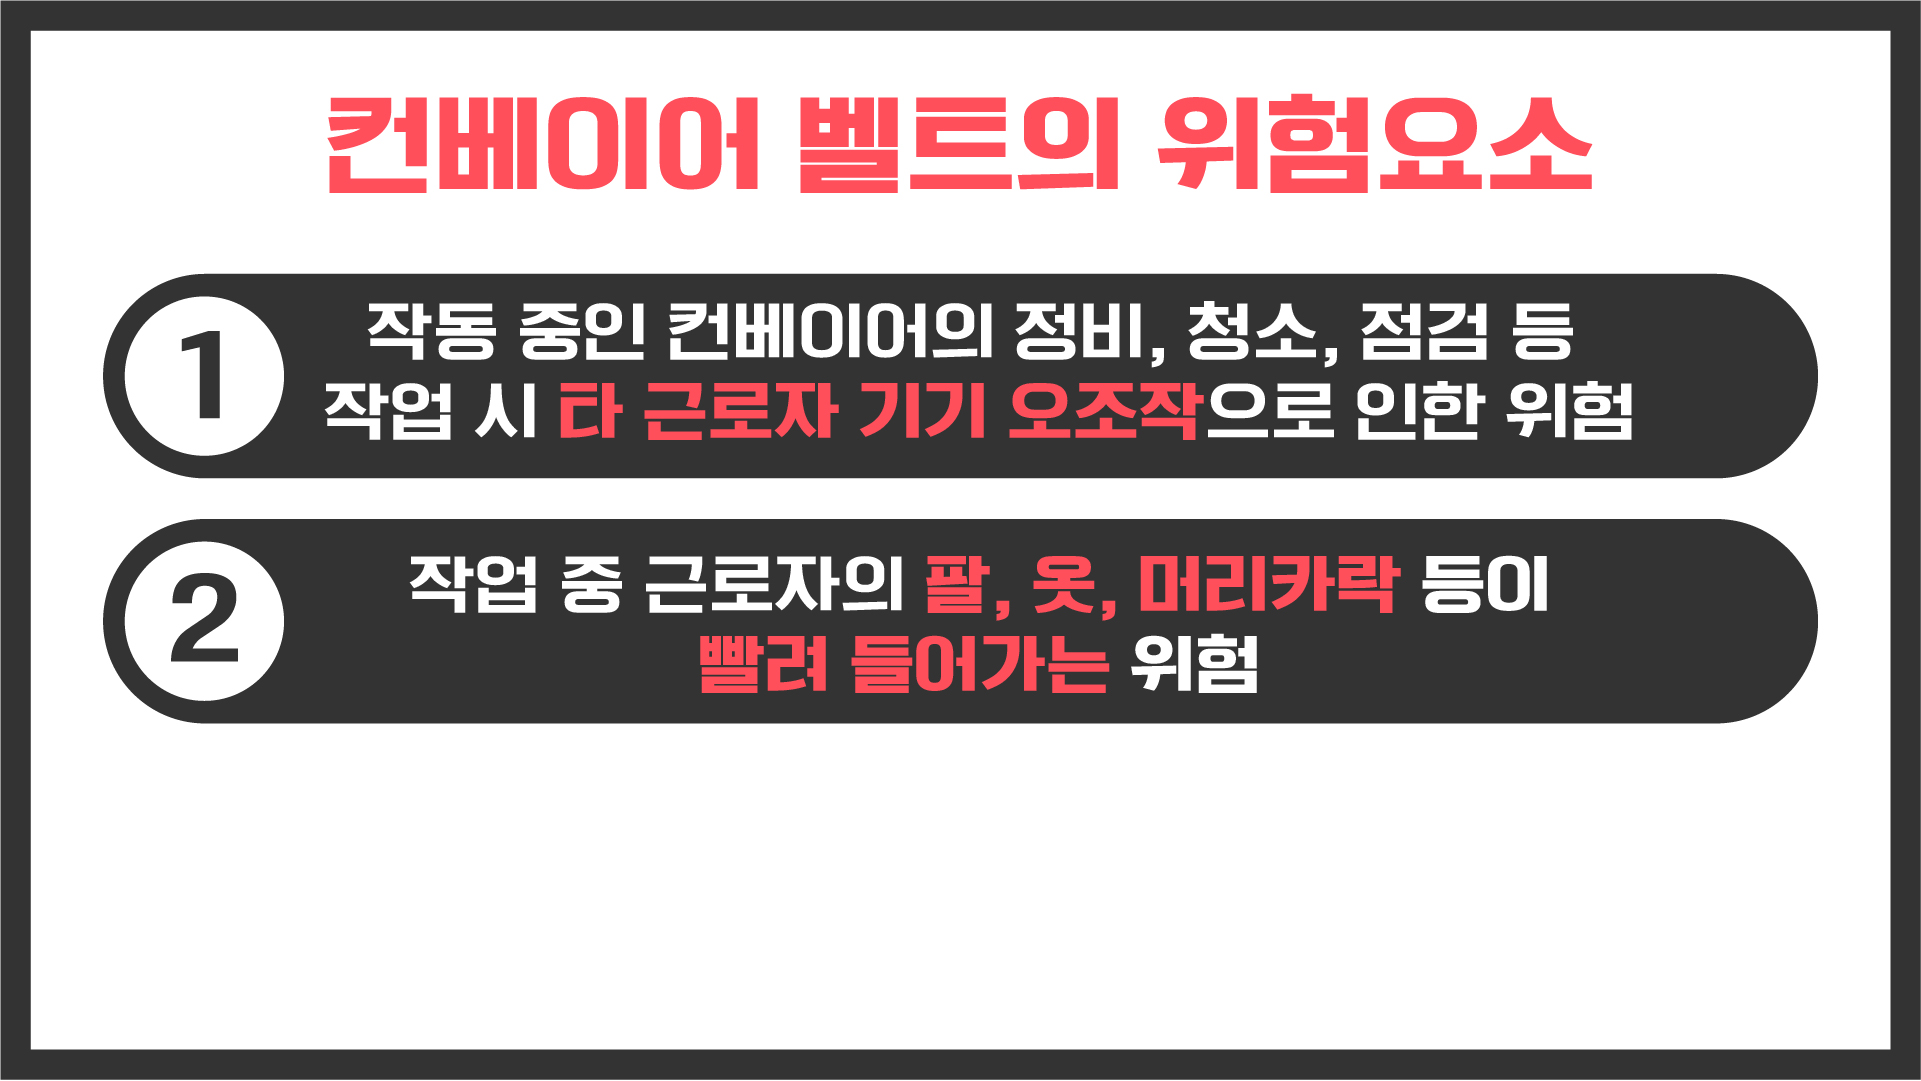 컨베이어 벨트의 위험요소
1
작동 중인 컨베이어의 정비, 청소, 점검 등
작업 시 타 근로자 기기 오조작으로 인한 위험
2
작업 중 근로자의 팔, 옷, 머리카락 등이
빨려 들어가는 위험